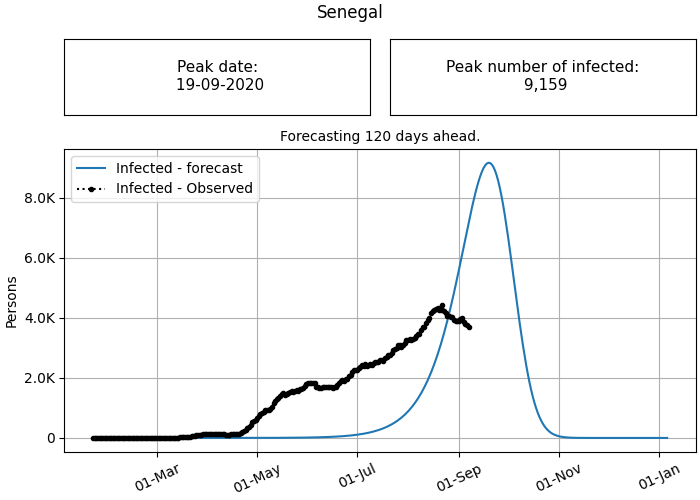 Senegal
Peak date:
19-09-2020
Peak number of infected:
9,159
Forecasting 120 days ahead.
Infected - forecast
Infected - Observed
Persons
8.0K
6.0K
4.0K
2.0K
0
01-Mar
01-May
01-Jul
01-Sep
01-Nov
01-Jan